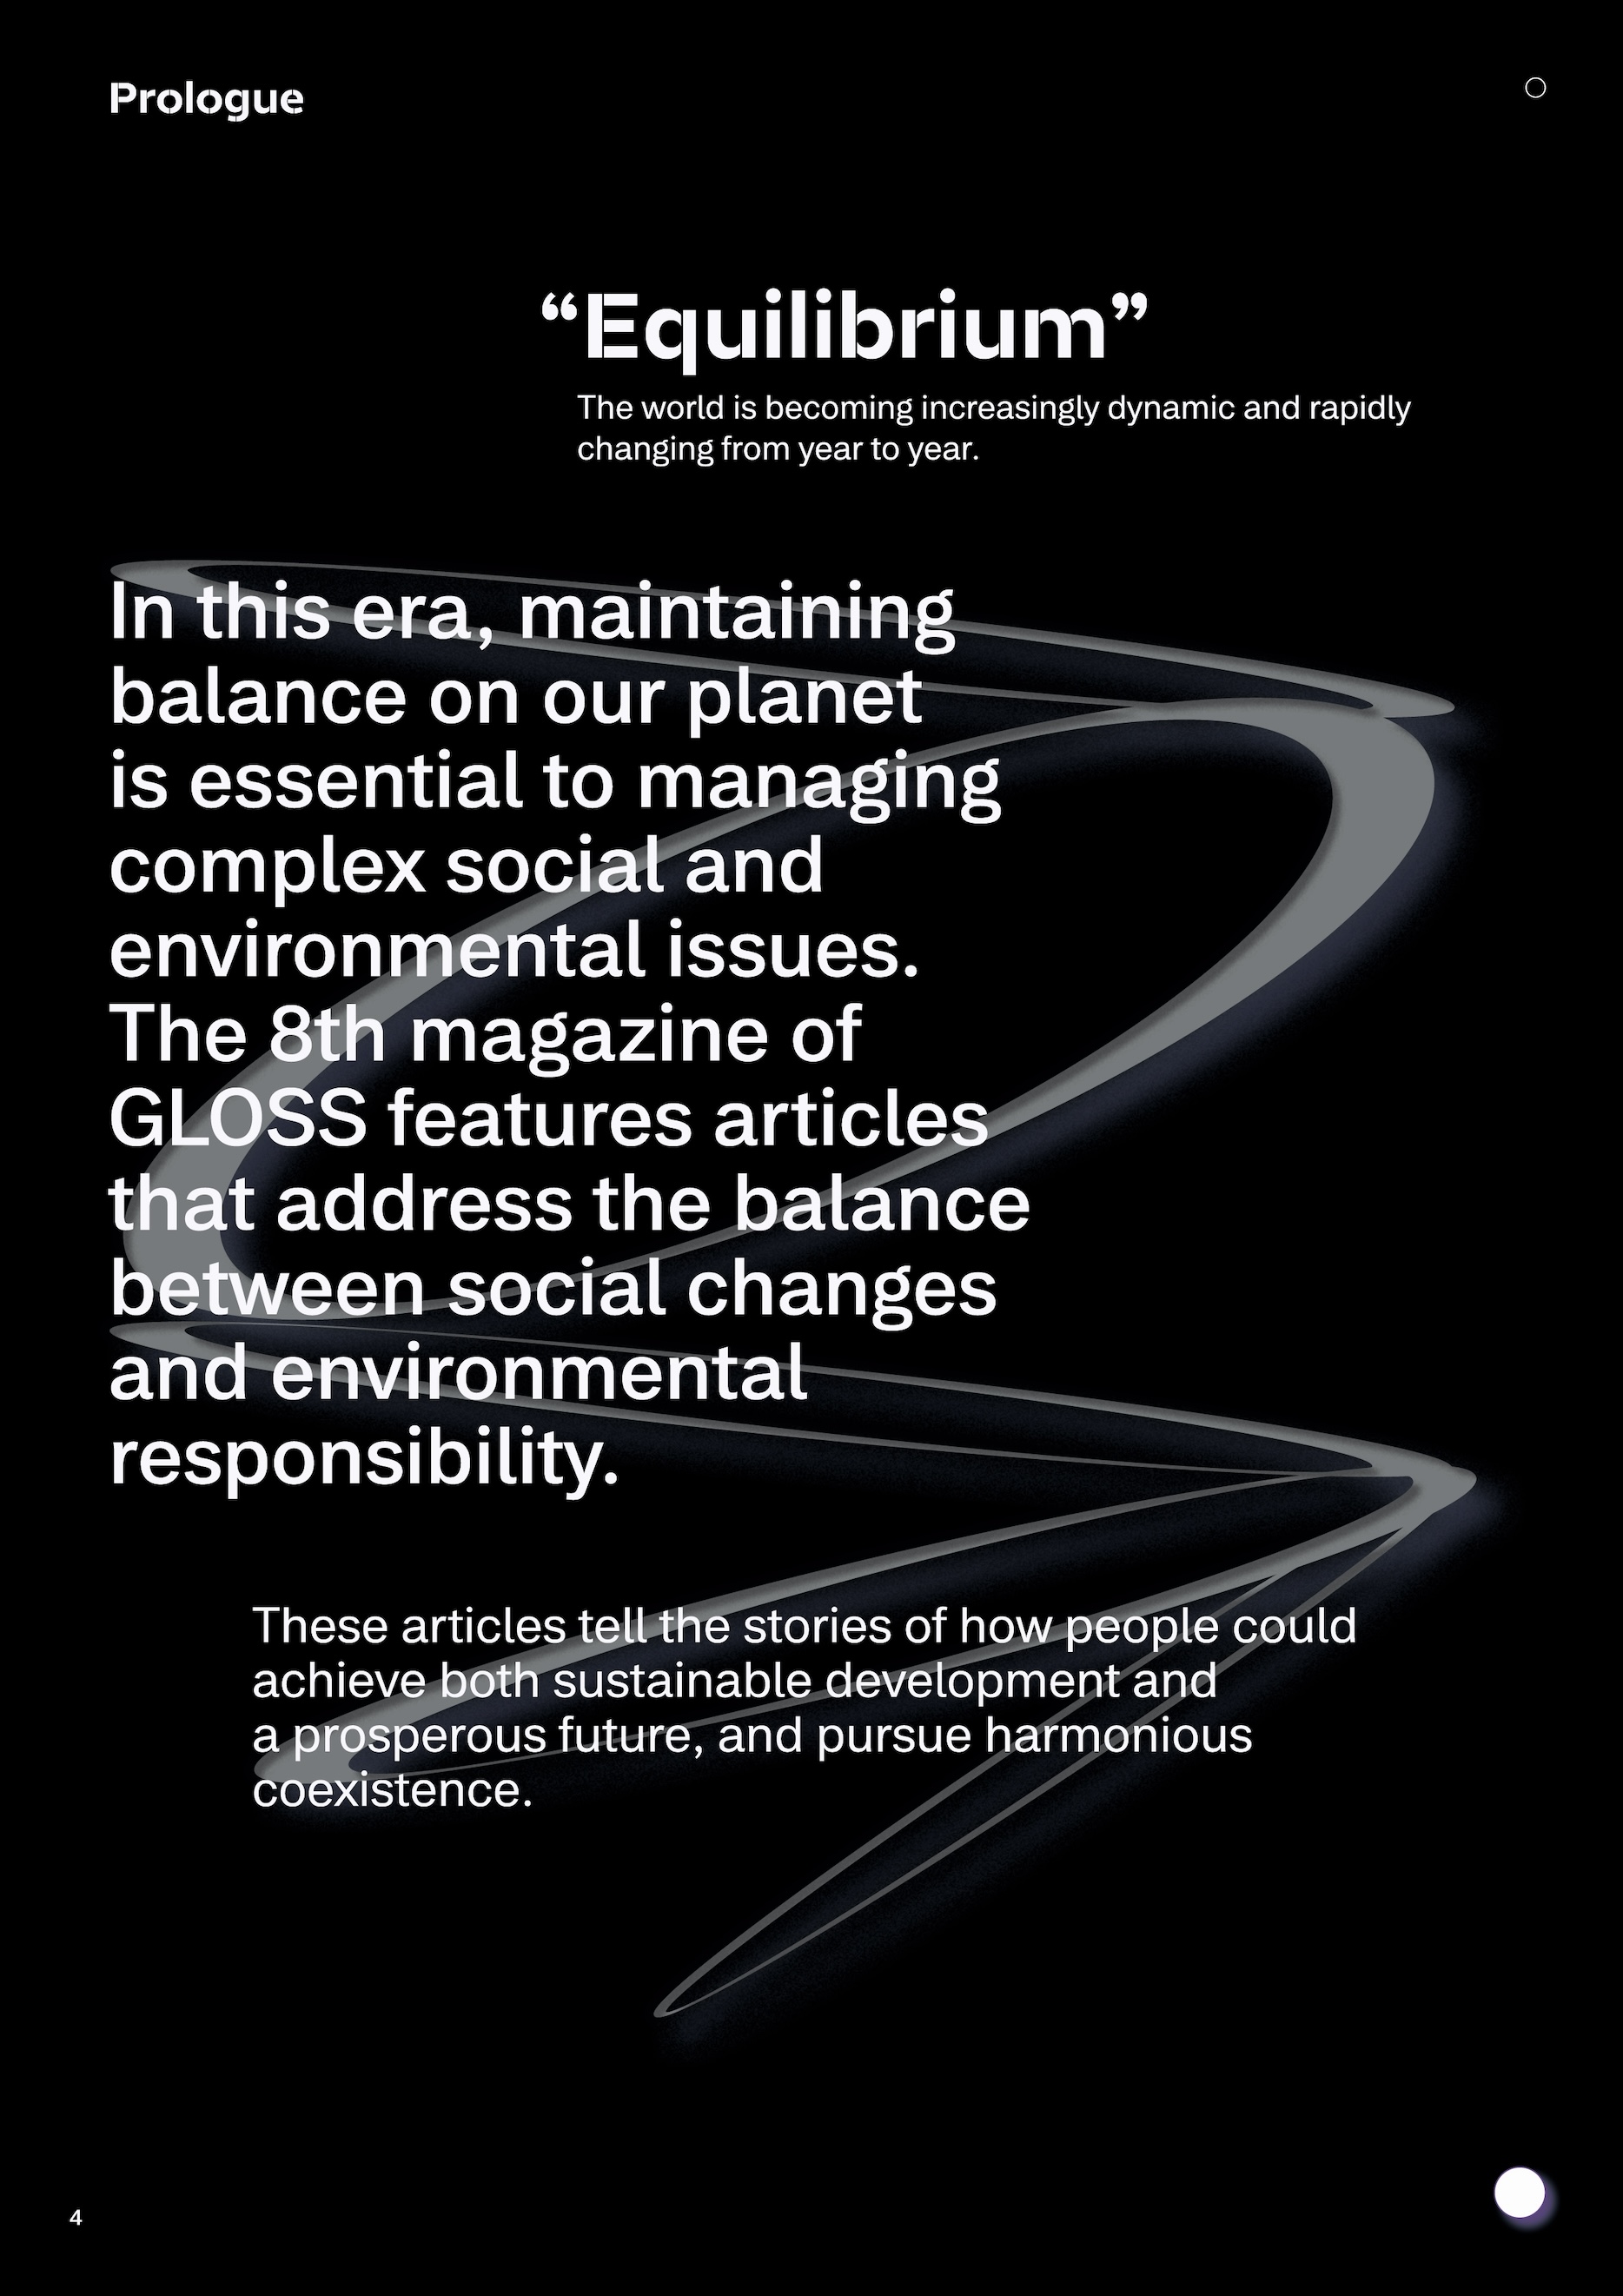 Prologue
“Equilibrium”
The world is becoming increasingly dynamic and rapidly
changing from year to year.
In this era, maintaining
balance on our planet
is essential to managing
complex social and
environmental issues.
The 8th magazine of
GLOSS features articles
that address the balance
between social changes
and environmental
responsibility.
These articles tell the stories of how people could
achieve both sustainable development and
a prosperous future, and pursue harmonious
coexistence.
4